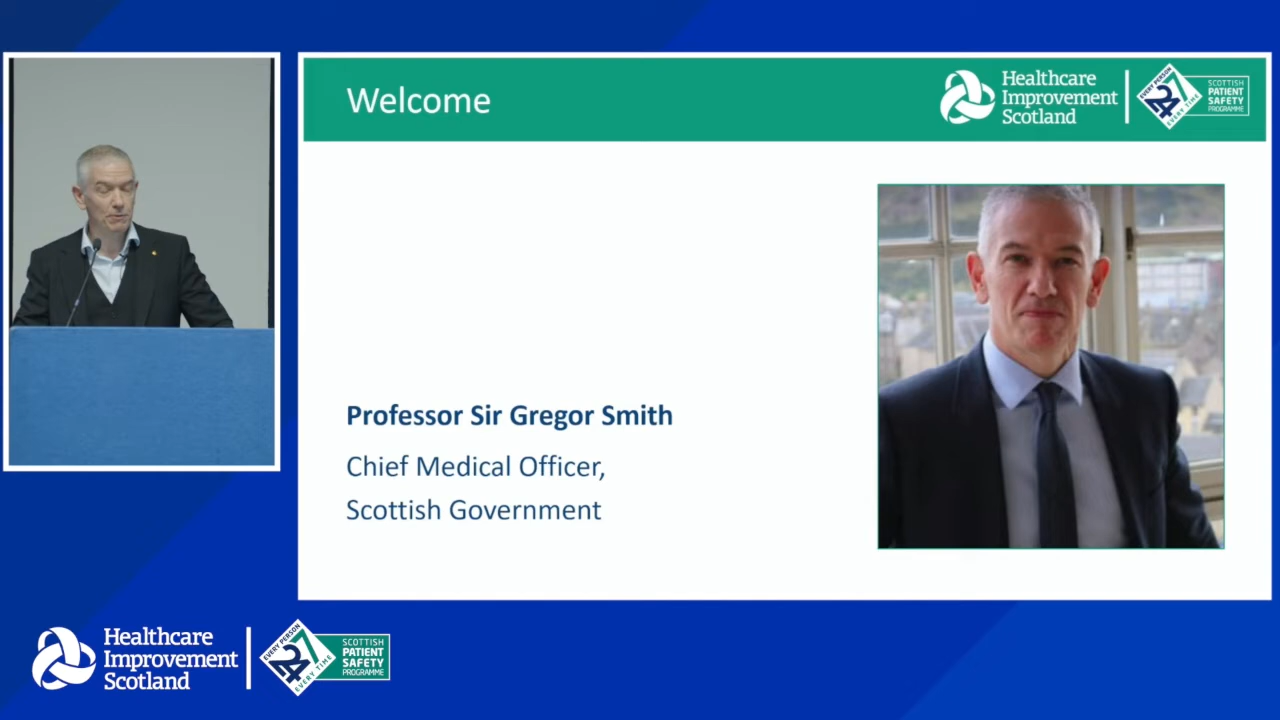 Welcome
Healthcare
Improvement
Scotland
EVERY PERSON
24
7
EVERY TIME
SCOTTISH
PATIENT
SAFETY
PROGRAMME
Professor Sir Gregor Smith
Chief Medical Officer,
Scottish Government
Healthcare
Improvement
Scotland
EVERY PERSON
24
7
EVERY TIME
SCOTTISH
PATIENT
SAFETY
PROGRAMME